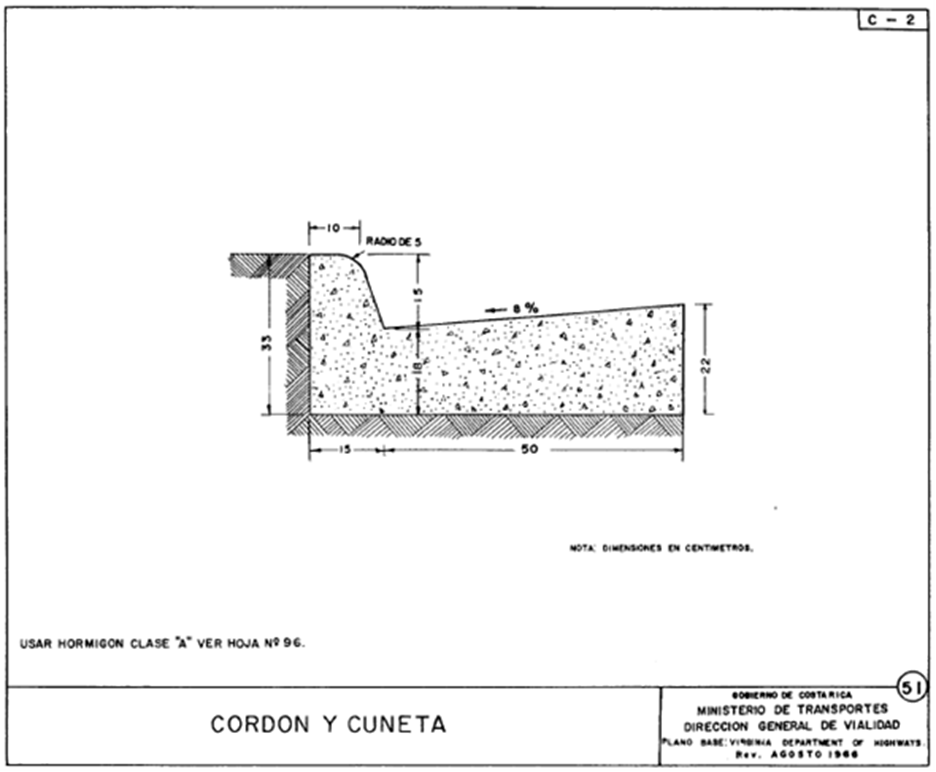 C - 2
10
RADIO DE 5
15
8 %
33
18
22
15
50
NOTA: DIMENSIONES EN CENTIMETROS.
USAR HORMIGON CLASE "A" VER HOJA Nº 96.
51
CORDON Y CUNETA
GOBIERNO DE COSTA RICA
MINISTERIO DE TRANSPORTES
DIRECCION GENERAL DE VIALIDAD
PLANO BASE: VIRGINIA DEPARTMENT OF HIGHWAYS.
Rev. AGOSTO 1966